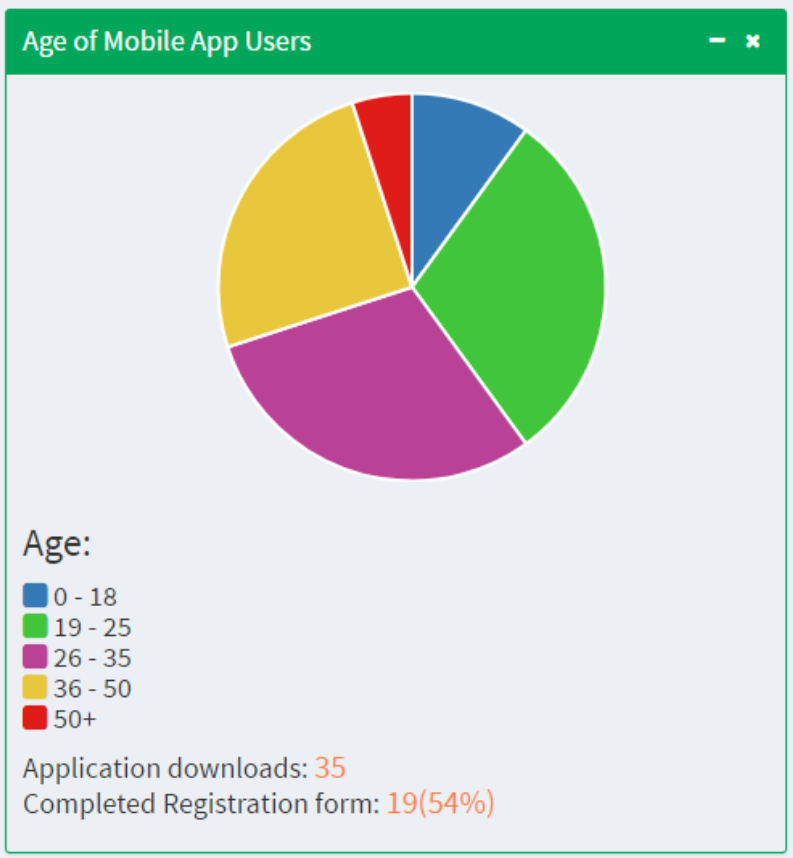 Age of Mobile App Users
Age:
0 - 18
19 - 25
26 - 35
36 - 50
50+
Application downloads: 35
Completed Registration form: 19(54%)